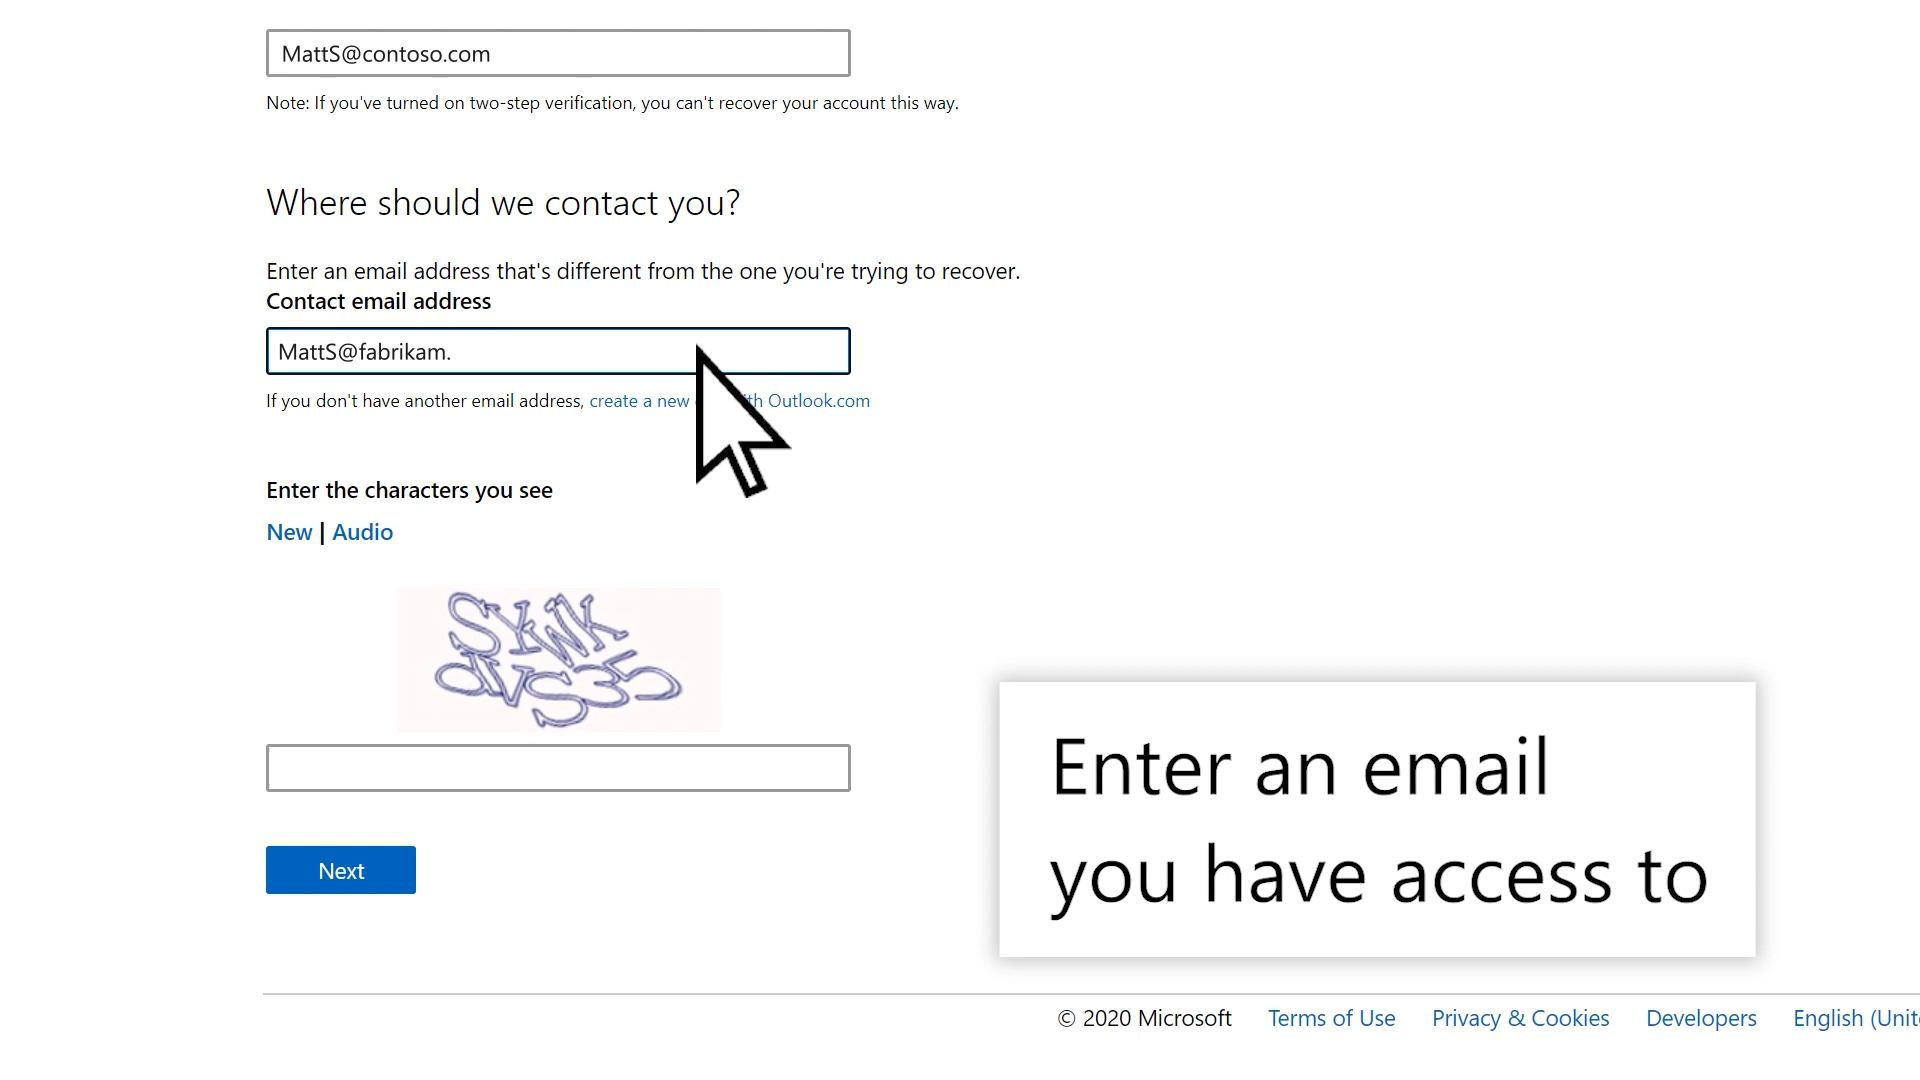 MattS@contoso.com
Note: If you've turned on two-step verification, you can't recover your account this way.
Where should we contact you?
Enter an email address that's different from the one you're trying to recover.
Contact email address
MattS@fabrikam.
If you don't have another email address, create a new th Outlook.com
Enter the characters you see
New | Audio
Next
Enter an email
you have access to
© 2020 Microsoft Terms of Use Privacy & Cookies Developers English (Unit